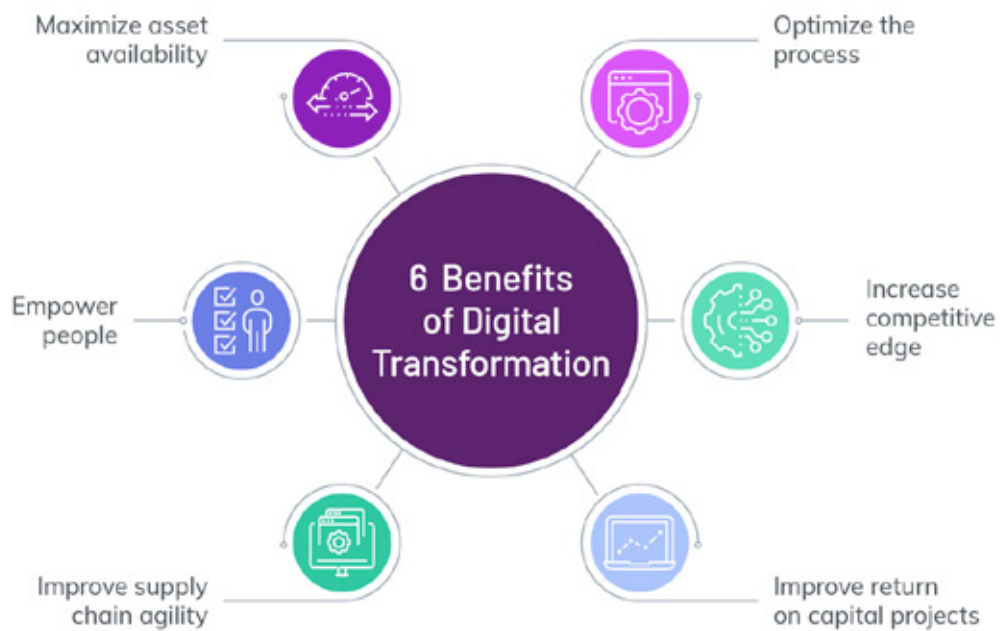 Maximize asset
availability
Optimize the
process
6 Benefits
of Digital
Transformation
Empower
people
Increase
competitive
edge
Improve supply
chain agility
Improve return
on capital projects